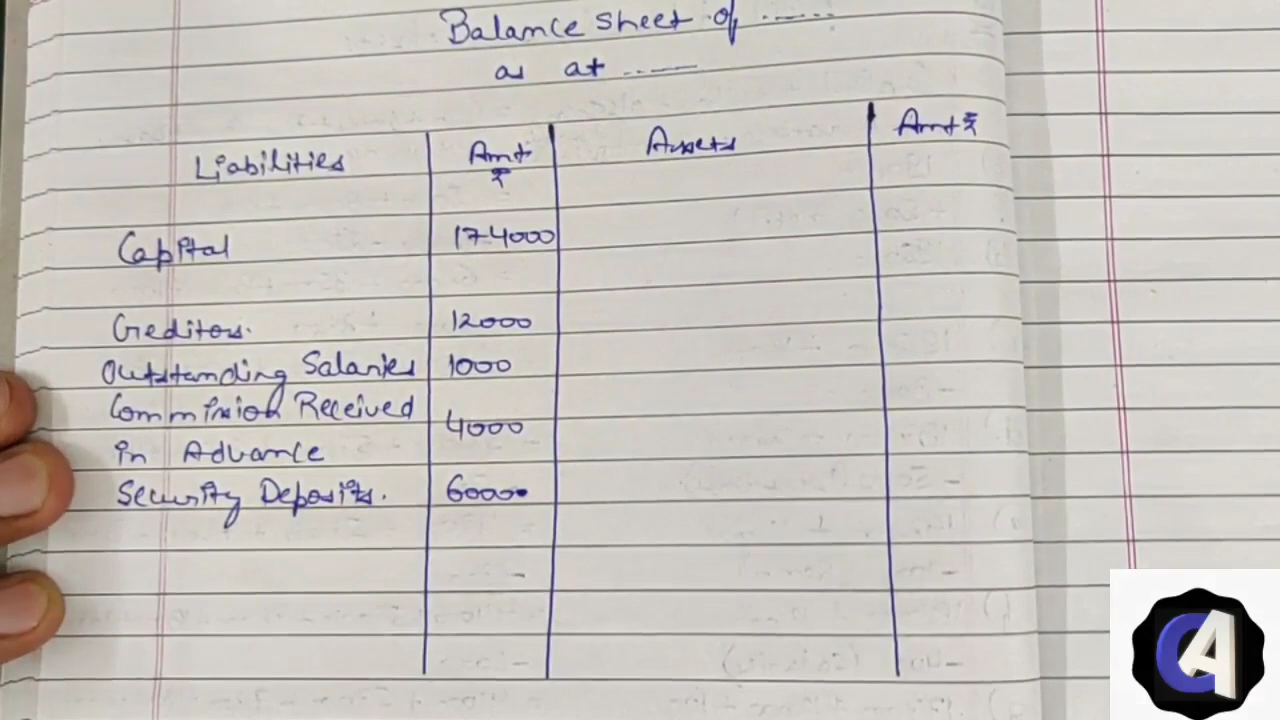 Balance Sheet of ........
as at ........
Liabilities Amt ₹ Assets Amt ₹
Capital 174000
Creditors. 12000
Outstanding Salaries 1000
Commission Received
in Advance 4000
Security Deposits.
CA